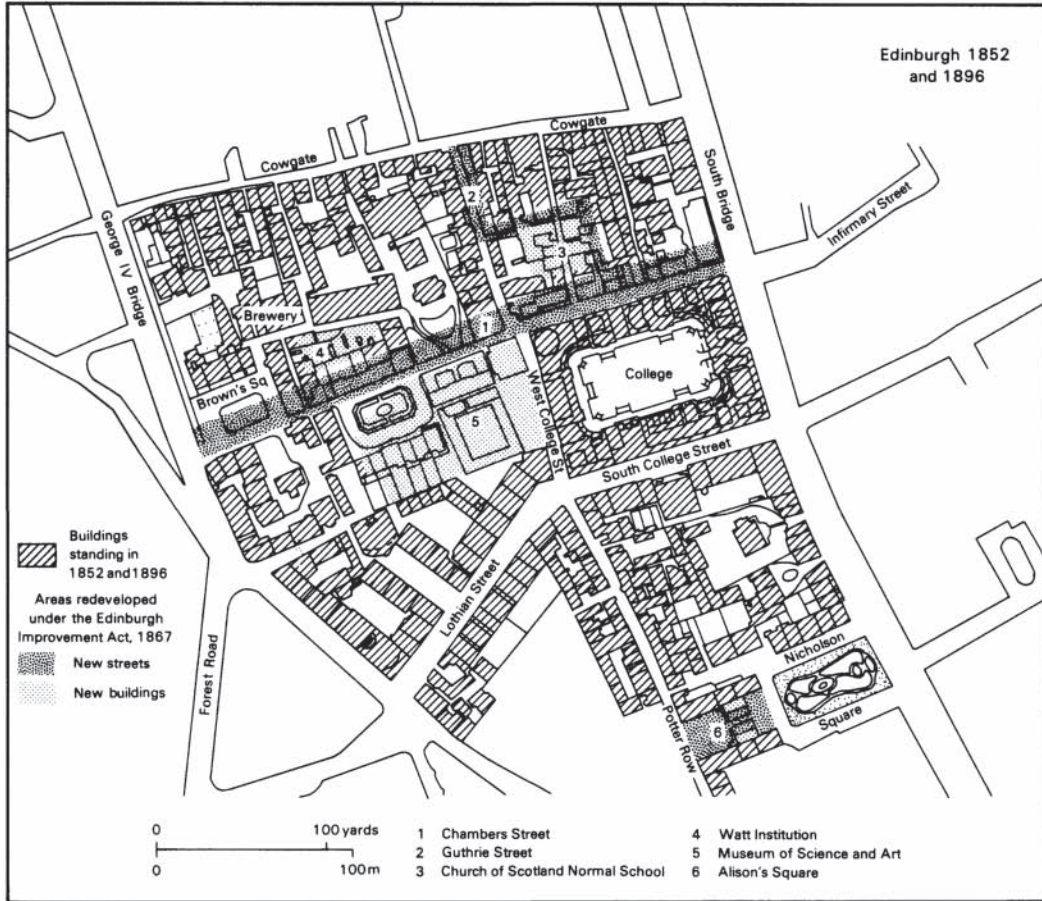 Edinburgh 1852
and 1896
Cowgate
Cowgate
South Bridge
Infirmary Street
George IV Bridge
2
3
Brewery
1
4
Brown's Sq
College
West College St
5
South College Street
Buildings
standing in
1852 and 1896
Areas redeveloped
under the Edinburgh
Improvement Act, 1867
New streets
New buildings
Lothian Street
Forest Road
Potter Row
Nicholson
Square
6
0 100 yards
0 100m
1 Chambers Street
2 Guthrie Street
3 Church of Scotland Normal School
4 Watt Institution
5 Museum of Science and Art
6 Alison's Square